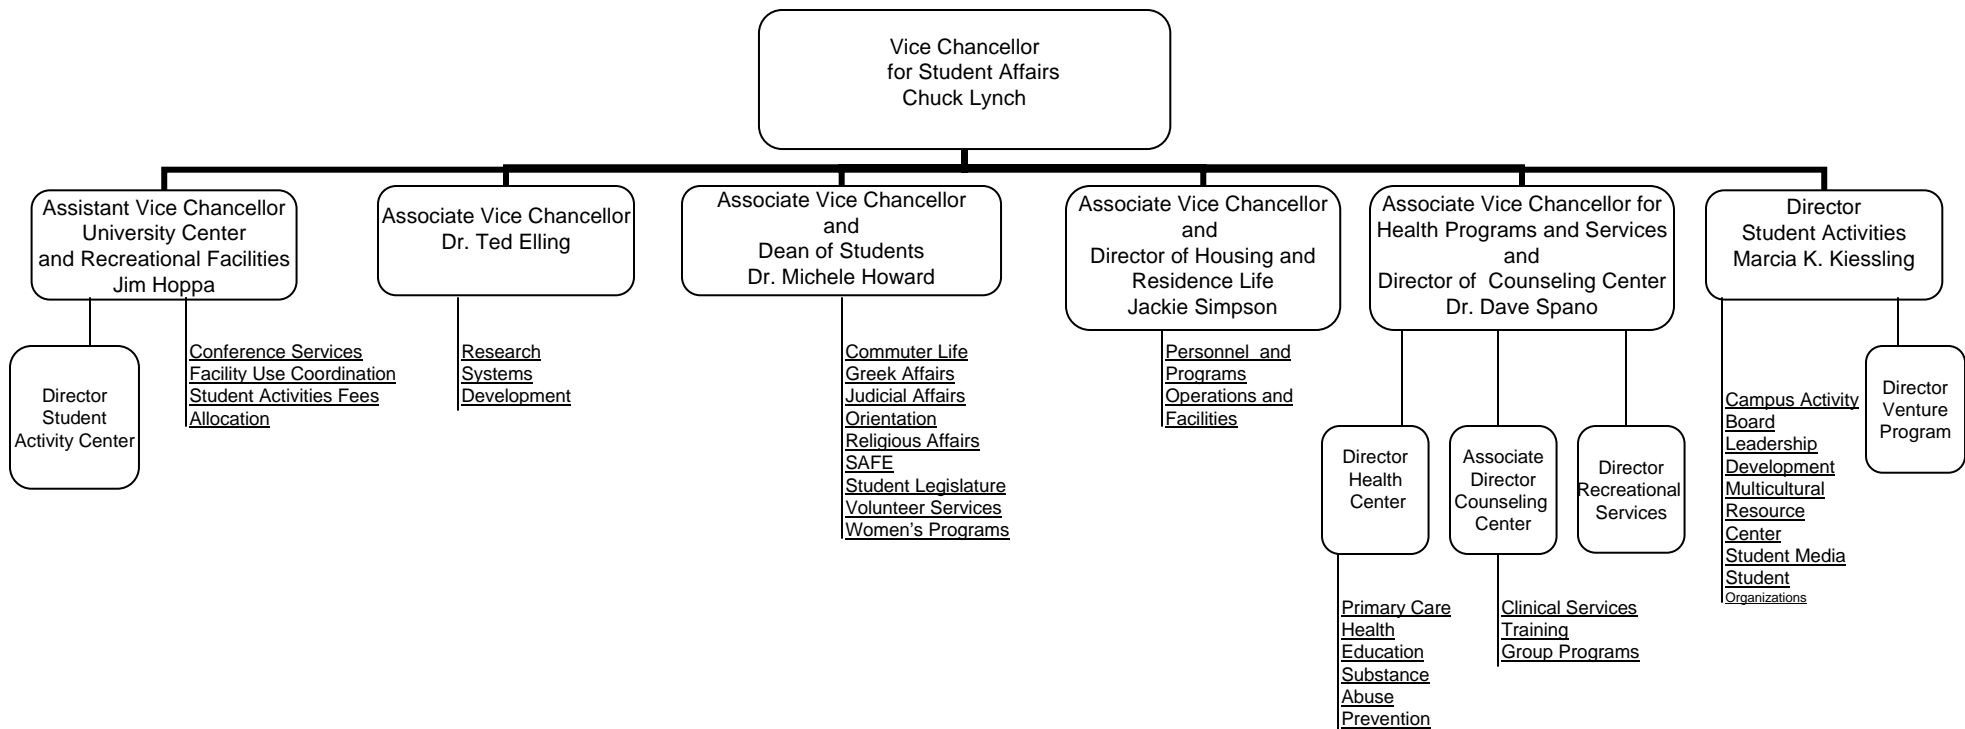 Vice Chancellor
for Student Affairs
Chuck Lynch
Assistant Vice Chancellor
University Center
and Recreational Facilities
Jim Hoppa
Associate Vice Chancellor
Dr. Ted Elling
Associate Vice Chancellor
and
Dean of Students
Dr. Michele Howard
Associate Vice Chancellor
and
Director of Housing and
Residence Life
Jackie Simpson
Associate Vice Chancellor for
Health Programs and Services
and
Director of Counseling Center
Dr. Dave Spano
Director
Student Activities
Marcia K. Kiessling
Director
Student
Activity Center
Conference Services
Facility Use Coordination
Student Activities Fees
Allocation
Research
Systems
Development
Commuter Life
Greek Affairs
Judicial Affairs
Orientation
Religious Affairs
SAFE
Student Legislature
Volunteer Services
Women's Programs
Personnel and
Programs
Operations and
Facilities
Director
Health
Center
Associate
Director
Counseling
Center
Director
Recreational
Services
Campus Activity
Board
Leadership
Development
Multicultural
Resource
Center
Student Media
Student
Organizations
Director
Venture
Program
Primary Care
Health
Education
Substance
Abuse
Prevention
Clinical Services
Training
Group Programs